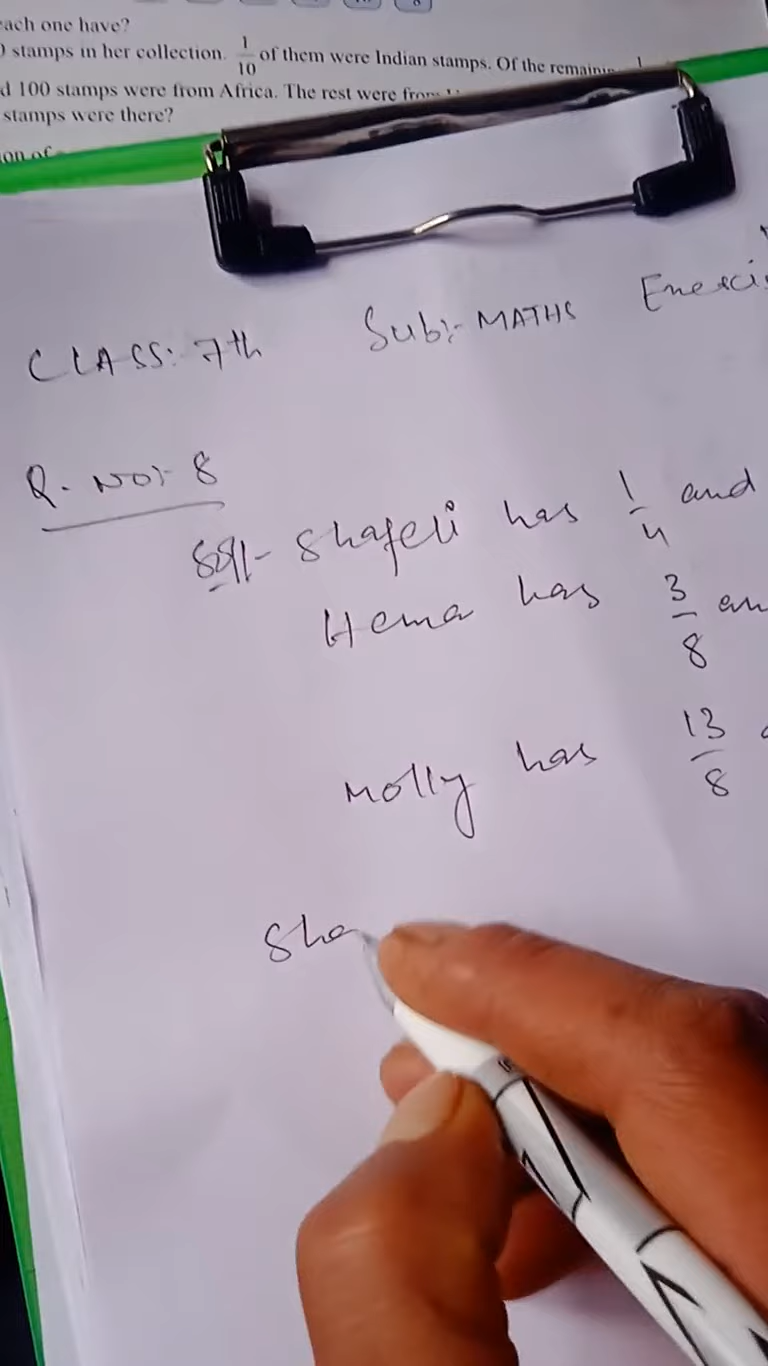 each one have?
stamps in her collection. 1/10 of them were Indian stamps. Of the
d 100 stamps were from Africa. The rest were
stamps were there?
on of
CLASS: 7th Sub:- MATHS
Q. No:- 8
Sol:- Shafeli has 1/4 and
Hema has 3/8
Molly has 13/8
Sha